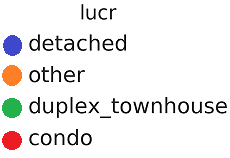 lucr
detached
other
duplex_townhouse
condo